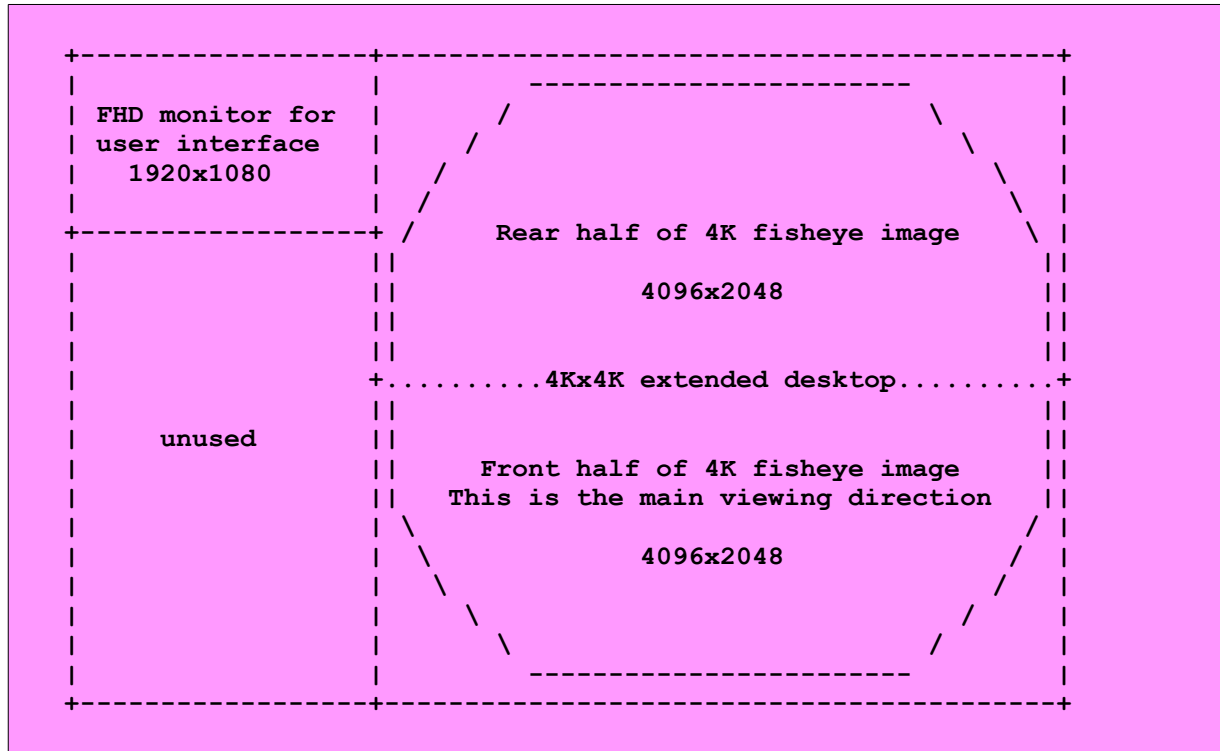 FHD monitor for
user interface
1920x1080
Rear half of 4K fisheye image
4096x2048
4Kx4K extended desktop
unused
Front half of 4K fisheye image
This is the main viewing direction
4096x2048